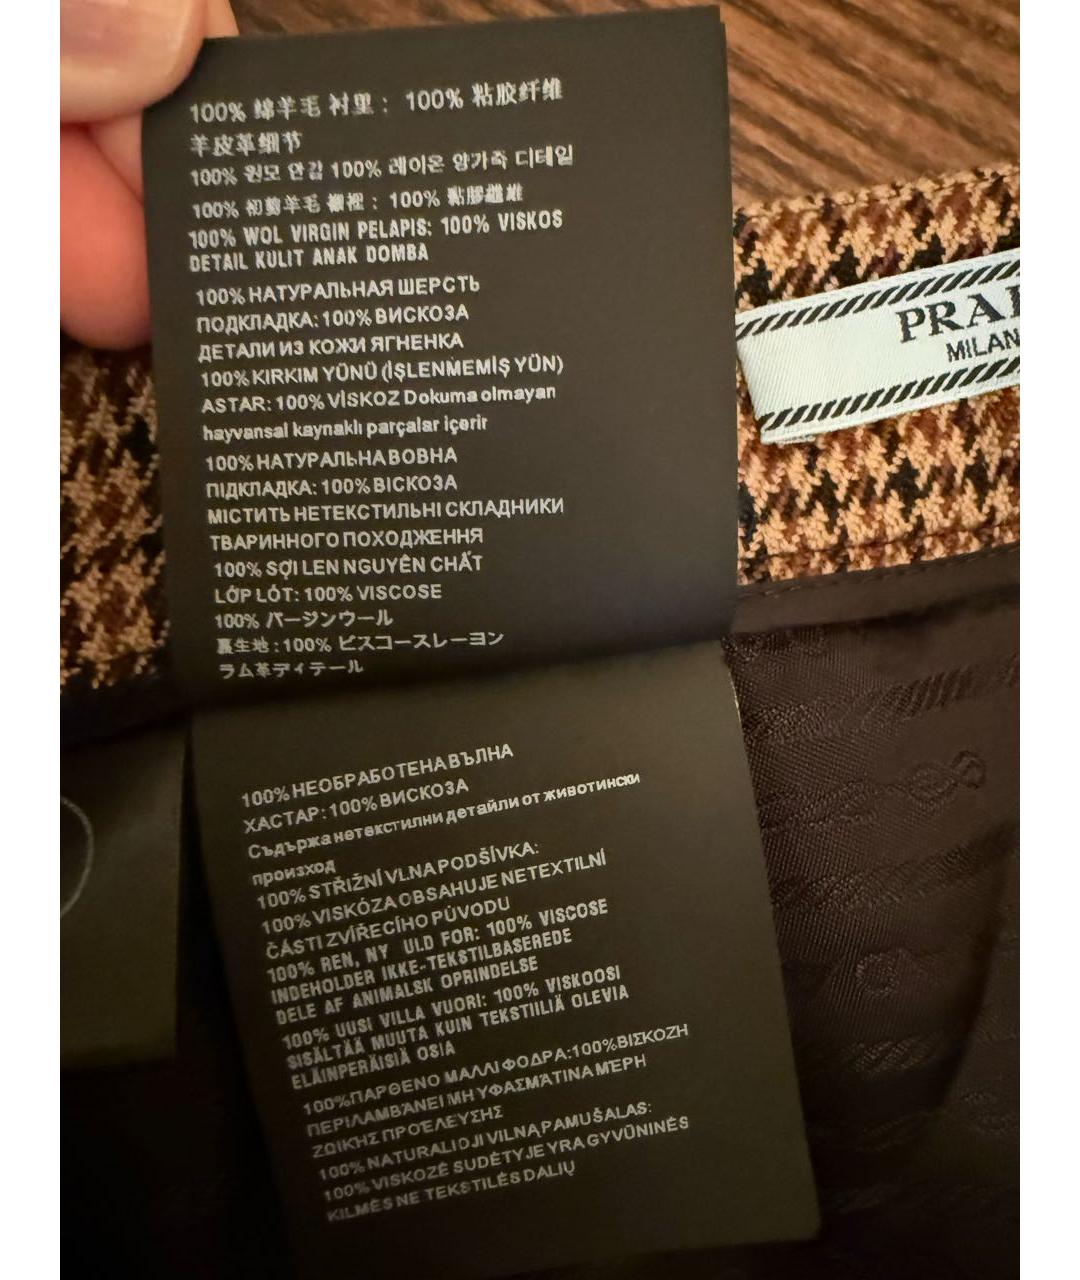 100% 绵羊毛 衬里： 100% 粘胶纤维
羊皮革细节
100% 원모 안감 100% 레이온 양가죽 디테일
100% 初剪羊毛 襯裡： 100% 黏膠纖維
100% WOL VIRGIN PELAPIS: 100% VISKOS
DETAIL KULIT ANAK DOMBA
100% НАТУРАЛЬНАЯ ШЕРСТЬ
ПОДКЛАДКА: 100% ВИСКОЗА
ДЕТАЛИ ИЗ КОЖИ ЯГНЕНКА
100% KIRKIM YÜNÜ (İŞLENMEMİŞ YÜN)
ASTAR: 100% VİSKOZ Dokuma olmayan
hayvansal kaynaklı parçalar içerir
100% НАТУРАЛЬНА ВОВНА
ПІДКЛАДКА: 100% ВІСКОЗА
МІСТИТЬ НЕТЕКСТИЛЬНІ СКЛАДНИКИ
ТВАРИННОГО ПОХОДЖЕННЯ
100% SỢI LEN NGUYÊN CHẤT
LỚP LÓT: 100% VISCOSE
100% バージンウール
裏生地 : 100% ビスコースレーヨン
ラム革ディテール
PRA
MILAN
100% НЕОБРАБОТЕНА ВЪЛНА
ХАСТАР: 100% ВИСКОЗА
Съдържа нетекстилни детайли от животински
произход
100% STŘIŽNÍ VLNA PODŠÍVKA:
100% VISKÓZA OBSAHUJE NETEXTILNÍ
ČÁSTI ZVÍŘECÍHO PŮVODU
100% REN, NY ULD FOR: 100% VISCOSE
INDEHOLDER IKKE-TEKSTILBASEREDE
DELE AF ANIMALSK OPRINDELSE
100% UUSI VILLA VUORI: 100% VISKOOSI
SISÄLTÄÄ MUUTA KUIN TEKSTIILIÄ OLEVIA
ELÄINPERÄISIÄ OSIA
100% ΠΑΡΘΕΝΟ ΜΑΛΛΙ ΦΟΔΡΑ: 100% ΒΙΣΚΟΖΗ
ΠΕΡΙΛΑΜΒΆΝΕΙ ΜΗ ΥΦΑΣΜΆΤΙΝΑ ΜΈΡΗ
ΖΩΙΚΉΣ ΠΡΟΈΛΕΥΣΗΣ
100% NATURALIOJI VILNA PAMUŠALAS:
100% VISKOZĖ SUDĖTYJE YRA GYVŪNINĖS
KILMĖS NE TEKSTILĖS DALIŲ